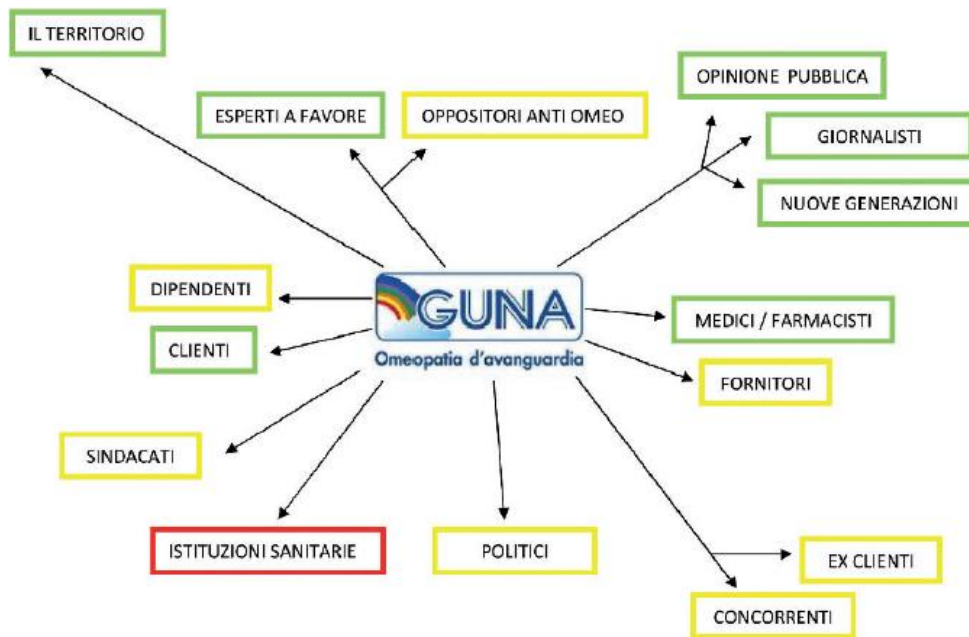 IL TERRITORIO
OPINIONE PUBBLICA
ESPERTI A FAVORE
OPPOSITORI ANTI OMEO
GIORNALISTI
NUOVE GENERAZIONI
DIPENDENTI
GUNA
MEDICI / FARMACISTI
CLIENTI
Omeopatia d'avanguardia
FORNITORI
SINDACATI
ISTITUZIONI SANITARIE
POLITICI
EX CLIENTI
CONCORRENTI